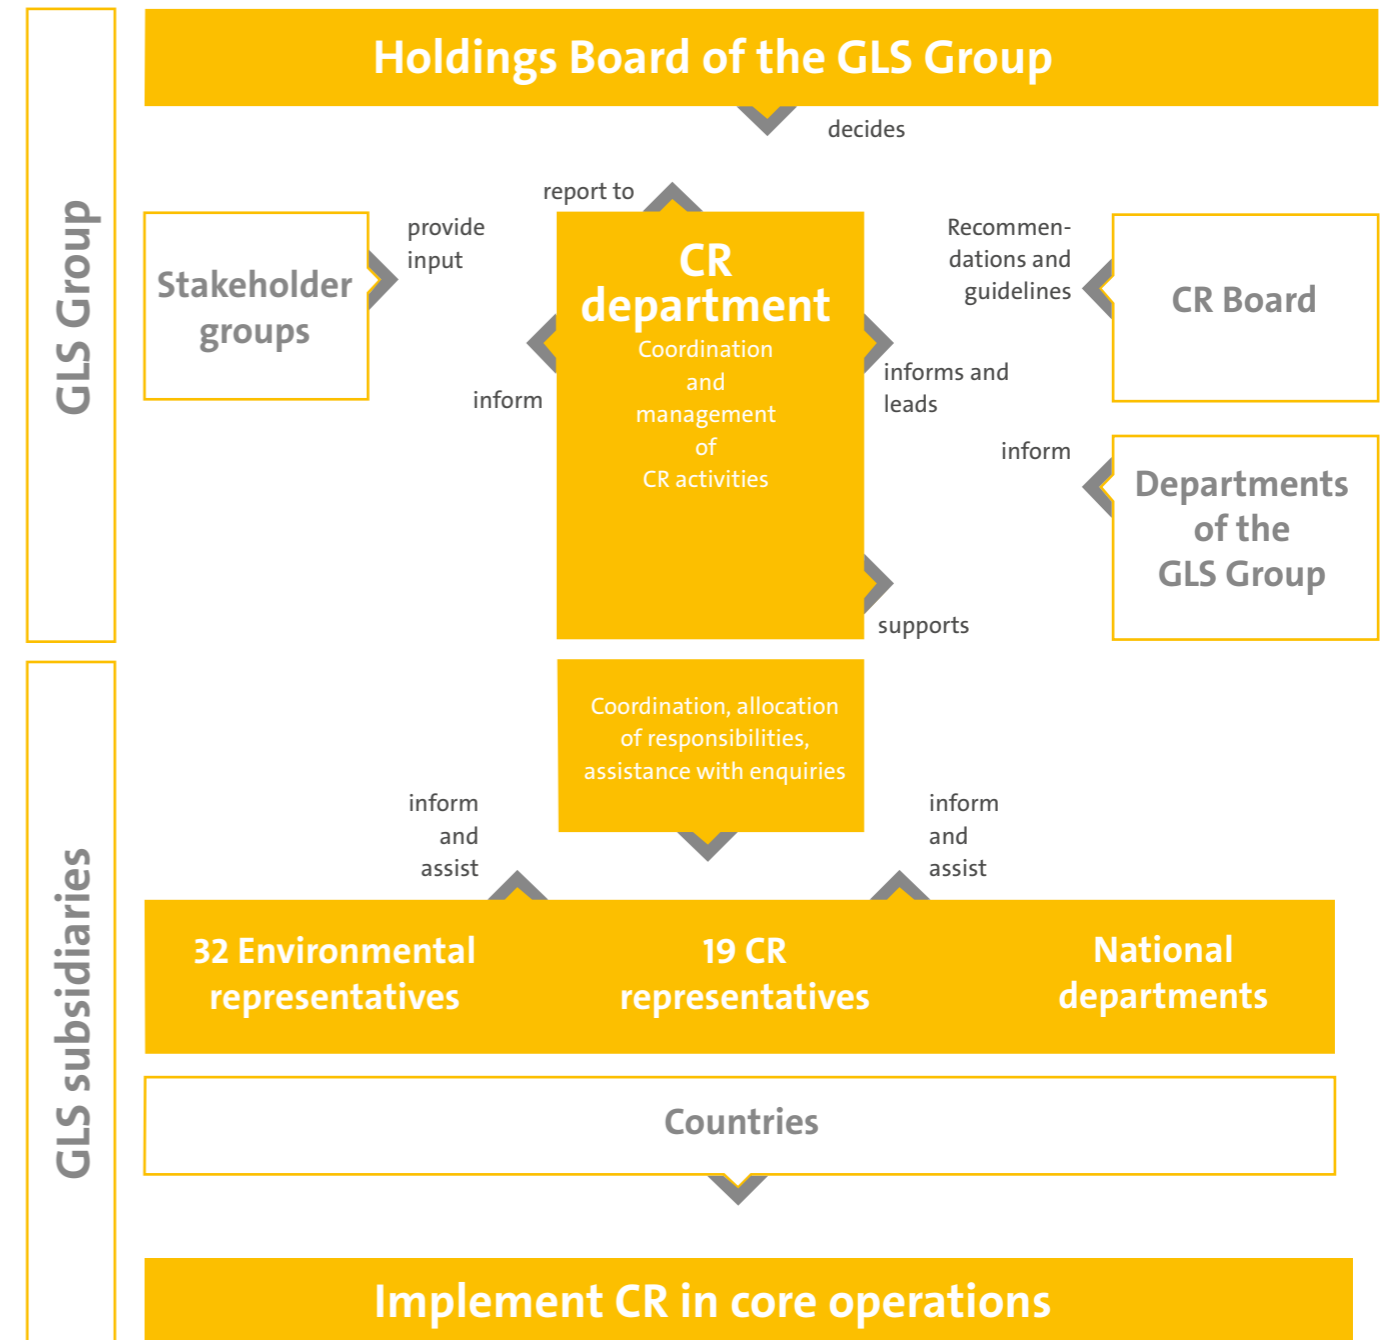 Holdings Board of the GLS Group
decides
GLS Group
report to
Stakeholder
groups
provide
input
inform
CR
department
Coordination
and
management
of
CR activities
Recommen-
dations and
guidelines
CR Board
informs and
leads
inform
Departments
of the
GLS Group
supports
GLS subsidiaries
Coordination, allocation
of responsibilities,
assistance with enquiries
inform
and
assist
inform
and
assist
32 Environmental
representatives
19 CR
representatives
National
departments
Countries
Implement CR in core operations